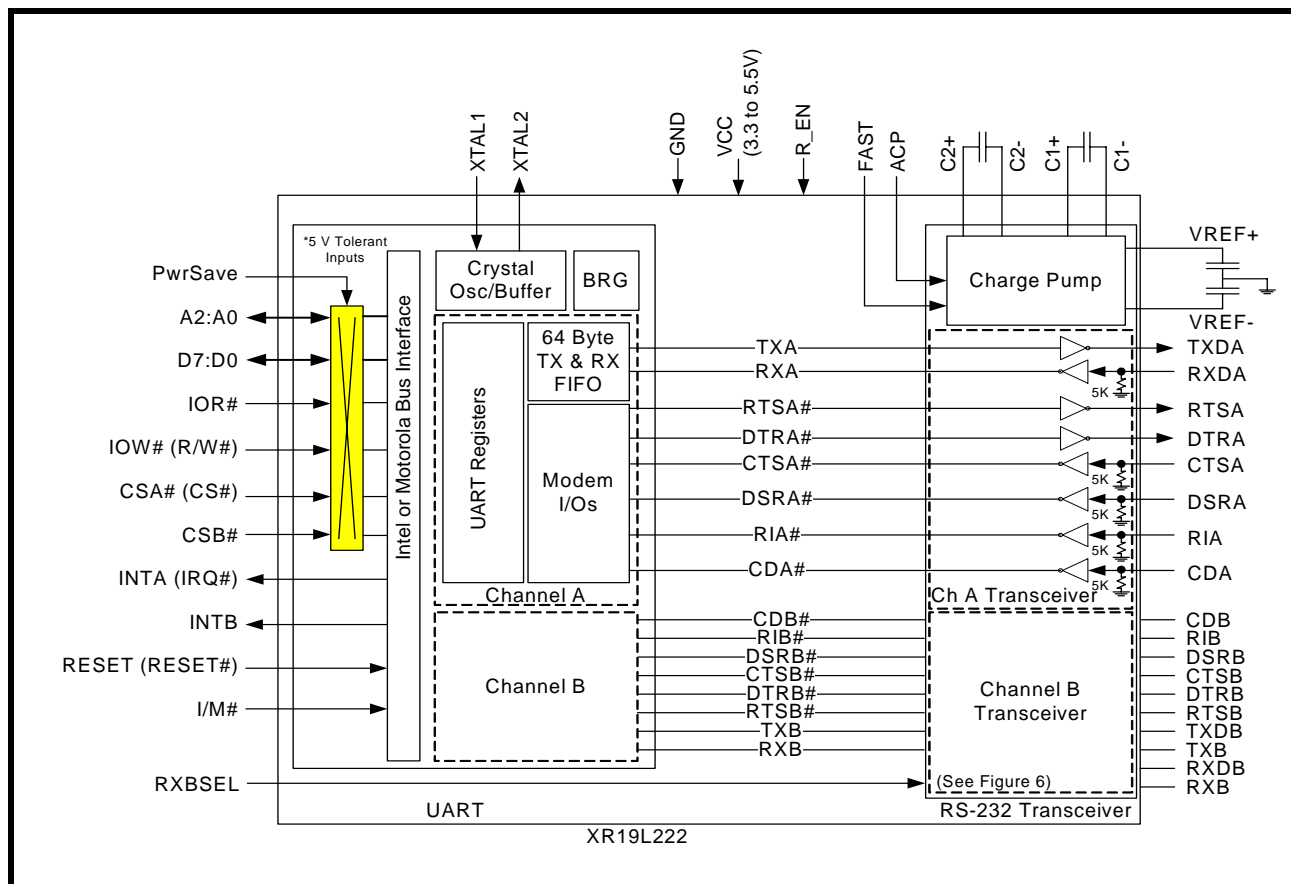 XTAL1
XTAL2
GND
VCC
(3.3 to 5.5V)
R_EN
FAST
ACP
C2+
C2-
C1+
C1-
*5 V Tolerant
Inputs
PwrSave
A2:A0
D7:D0
IOR#
IOW# (R/W#)
CSA# (CS#)
CSB#
INTA (IRQ#)
INTB
RESET (RESET#)
I/M#
RXBSEL
Intel or Motorola Bus Interface
Crystal
Osc/Buffer
BRG
UART Registers
64 Byte
TX & RX
FIFO
Modem
I/Os
Channel A
Channel B
UART
TXA
RXA
RTSA#
DTRA#
CTSA#
DSRA#
RIA#
CDA#
CDB#
RIB#
DSRB#
CTSB#
DTRB#
RTSB#
TXB
RXB
Charge Pump
VREF+
VREF-
5K
5K
5K
5K
5K
Ch A Transceiver
Channel B
Transceiver
(See Figure 6)
RS-232 Transceiver
TXDA
RXDA
RTSA
DTRA
CTSA
DSRA
RIA
CDA
CDB
RIB
DSRB
CTSB
DTRB
RTSB
TXDB
TXB
RXDB
RXB
XR19L222